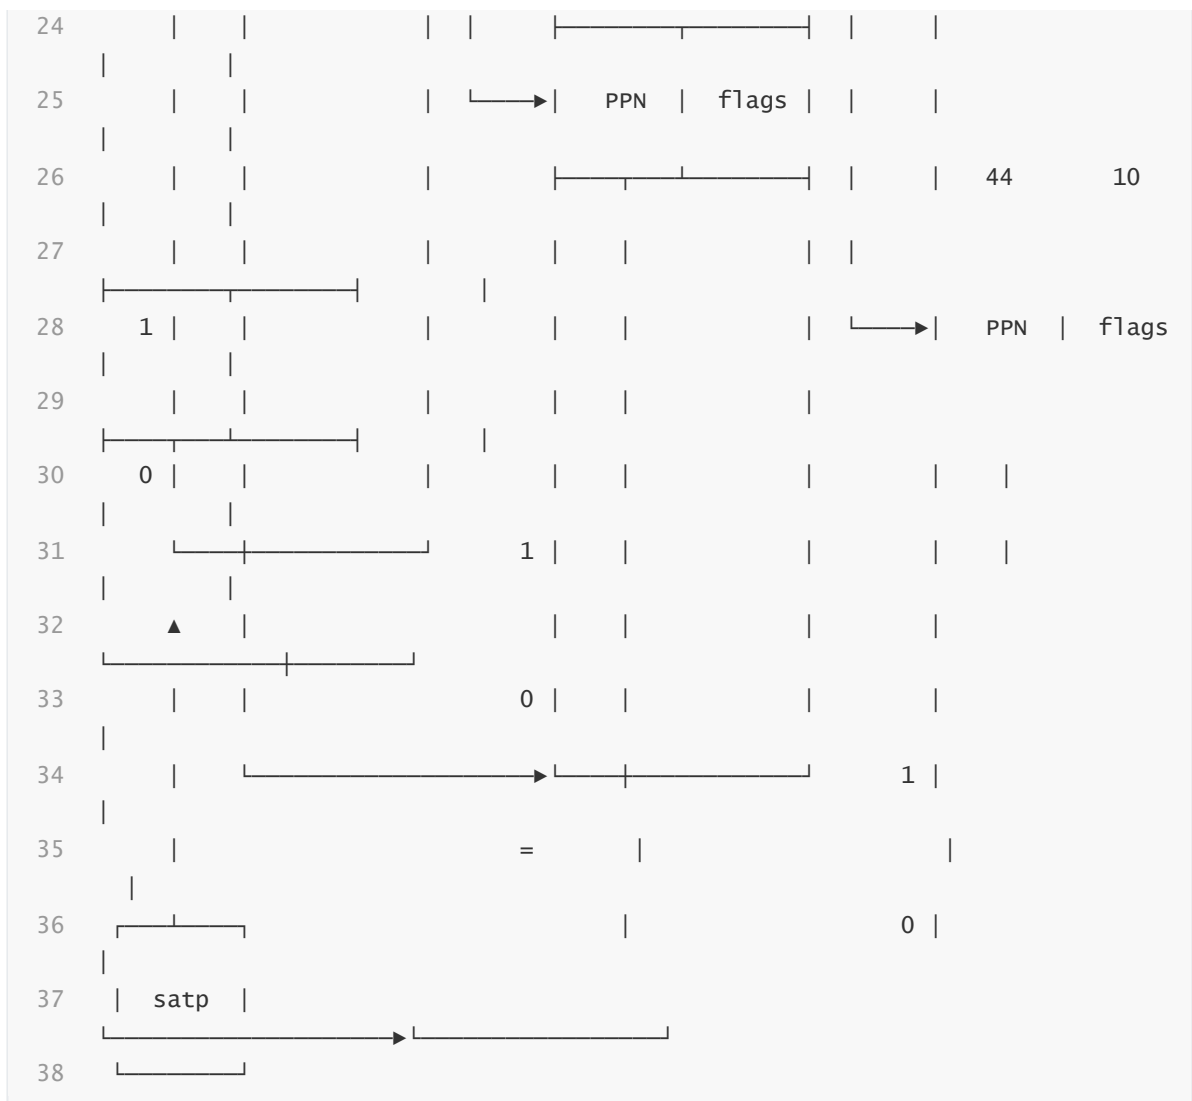 24 │ │ │ │ ├────────┬────────┤ │ │
│ │
25 │ │ │ └────►│ PPN │ flags │ │ │
│ │
26 │ │ │ ├────┬───┴────────┤ │ │ 44 10
│ │
27 │ │ │ │ │ │ │
├────────┬────────┤ │
28 1 │ │ │ │ │ │ └────►│ PPN │ flags
│ │
29 │ │ │ │ │ │
├────┬───┴────────┤ │
30 0 │ │ │ │ │ │ │ │
│ │
31 └────┼────────────┘ 1 │ │ │ │ │
│ │
32 ▲ │ │ │ │ │
└────────────┼────────┘
33 │ │ 0 │ │ │ │
│
34 │ └────────────────────►└────┼────────────┘ 1 │
│
35 │ = │ │
│
36 ┌───┴────┐ │ 0 │
│
37 │ satp │
└────────────────────►└─────────────────┘
38 └────────┘